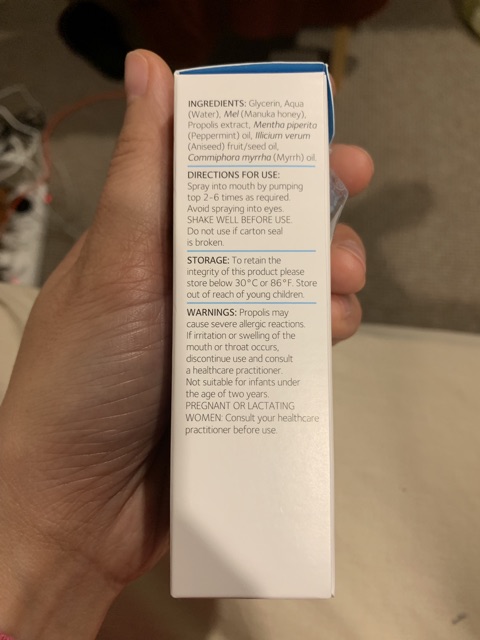 INGREDIENTS: Glycerin, Aqua
(Water), Mel (Manuka honey),
Propolis extract, Mentha piperita
(Peppermint) oil, Illicium verum
(Aniseed) fruit/seed oil,
Commiphora myrrha (Myrrh) oil.
DIRECTIONS FOR USE:
Spray into mouth by pumping
top 2-6 times as required.
Avoid spraying into eyes.
SHAKE WELL BEFORE USE.
Do not use if carton seal
is broken.
STORAGE: To retain the
integrity of this product please
store below 30°C or 86°F. Store
out of reach of young children.
WARNINGS: Propolis may
cause severe allergic reactions.
If irritation or swelling of the
mouth or throat occurs,
discontinue use and consult
a healthcare practitioner.
Not suitable for infants under
the age of two years.
PREGNANT OR LACTATING
WOMEN: Consult your healthcare
practitioner before use.